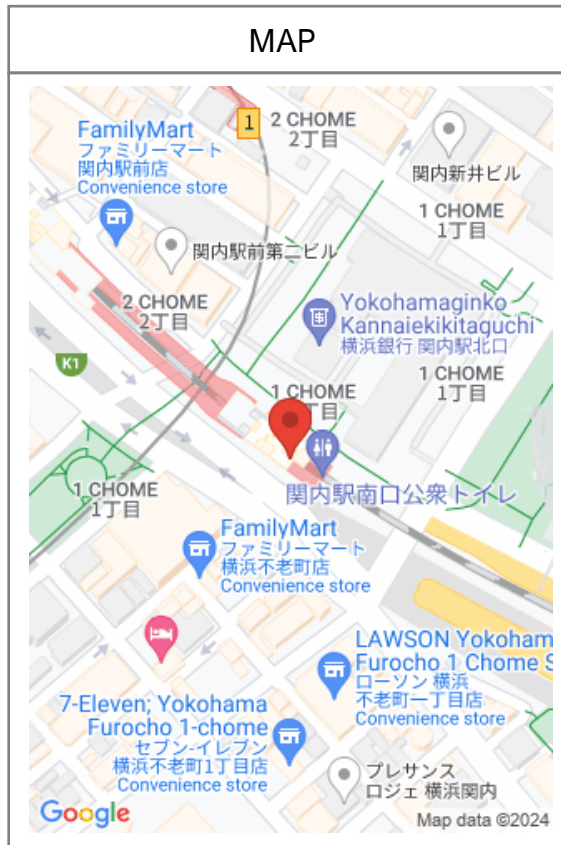 MAP
FamilyMart
ファミリーマート
関内駅前店
Convenience store
1
2 CHOME
2丁目
関内新井ビル
1 CHOME
1丁目
関内駅前第二ビル
2 CHOME
2丁目
Yokohamaginko
Kannaiekikitaguchi
横浜銀行 関内駅北口
K1
1 CHOME
丁目
1 CHOME
1丁目
関内駅南口公衆トイレ
1 CHOME
1丁目
FamilyMart
ファミリーマート
横浜不老町店
Convenience store
LAWSON Yokoham
Furocho 1 Chome S
ローソン 横浜
不老町一丁目店
Convenience store
7-Eleven; Yokohama
Furocho 1-chome
セブン-イレブン
横浜不老町1丁目店
Convenience store
プレサンス
ロジェ 横浜関内
Google
Map data ©2024